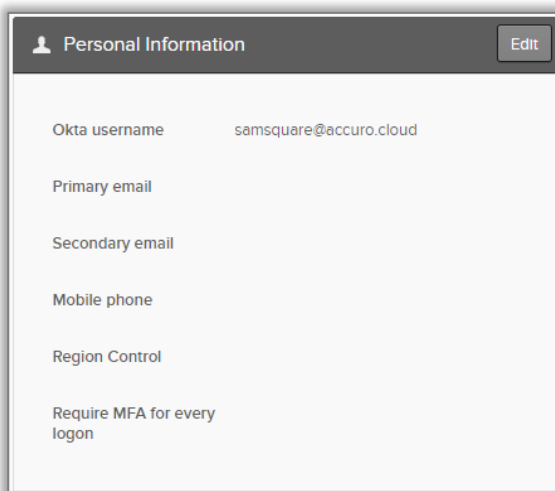 Personal Information
Edit
Okta username samsquare@accuro.cloud
Primary email
Secondary email
Mobile phone
Region Control
Require MFA for every
logon